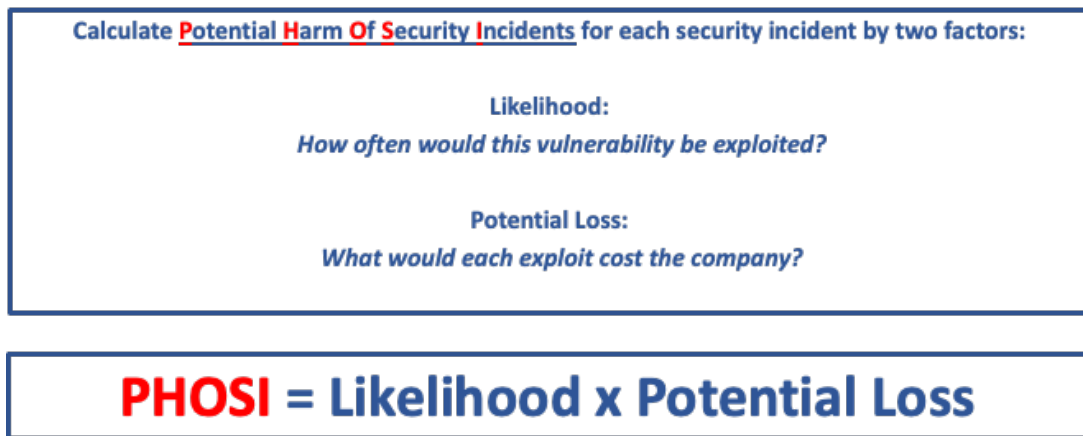 Calculate Potential Harm Of Security Incidents for each security incident by two factors:
Likelihood:
How often would this vulnerability be exploited?
Potential Loss:
What would each exploit cost the company?
PHOSI = Likelihood x Potential Loss